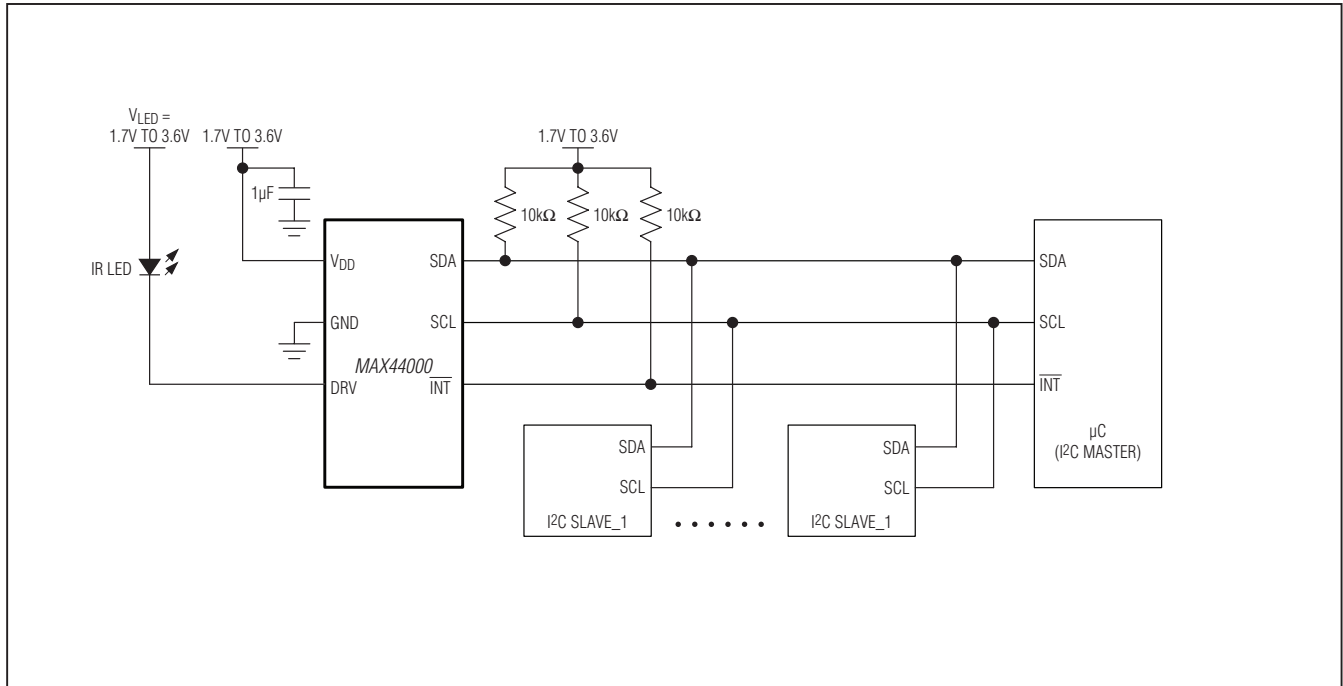 V_LED =
1.7V TO 3.6V 1.7V TO 3.6V
1.7V TO 3.6V
1µF
10kΩ 10kΩ 10kΩ
IR LED
V_DD SDA
GND SCL
MAX44000
DRV INT
SDA
SCL
INT
µC
(I²C MASTER)
SDA
SCL
I²C SLAVE_1
SDA
SCL
I²C SLAVE_1